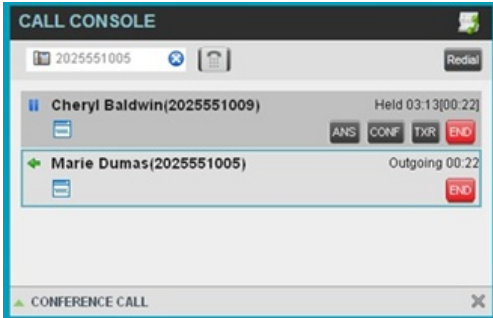 CALL CONSOLE
2025551005
Redial
Cheryl Baldwin(2025551009) Held 03:13[00:22]
ANS CONF TXR END
Marie Dumas(2025551005) Outgoing 00:22
END
CONFERENCE CALL